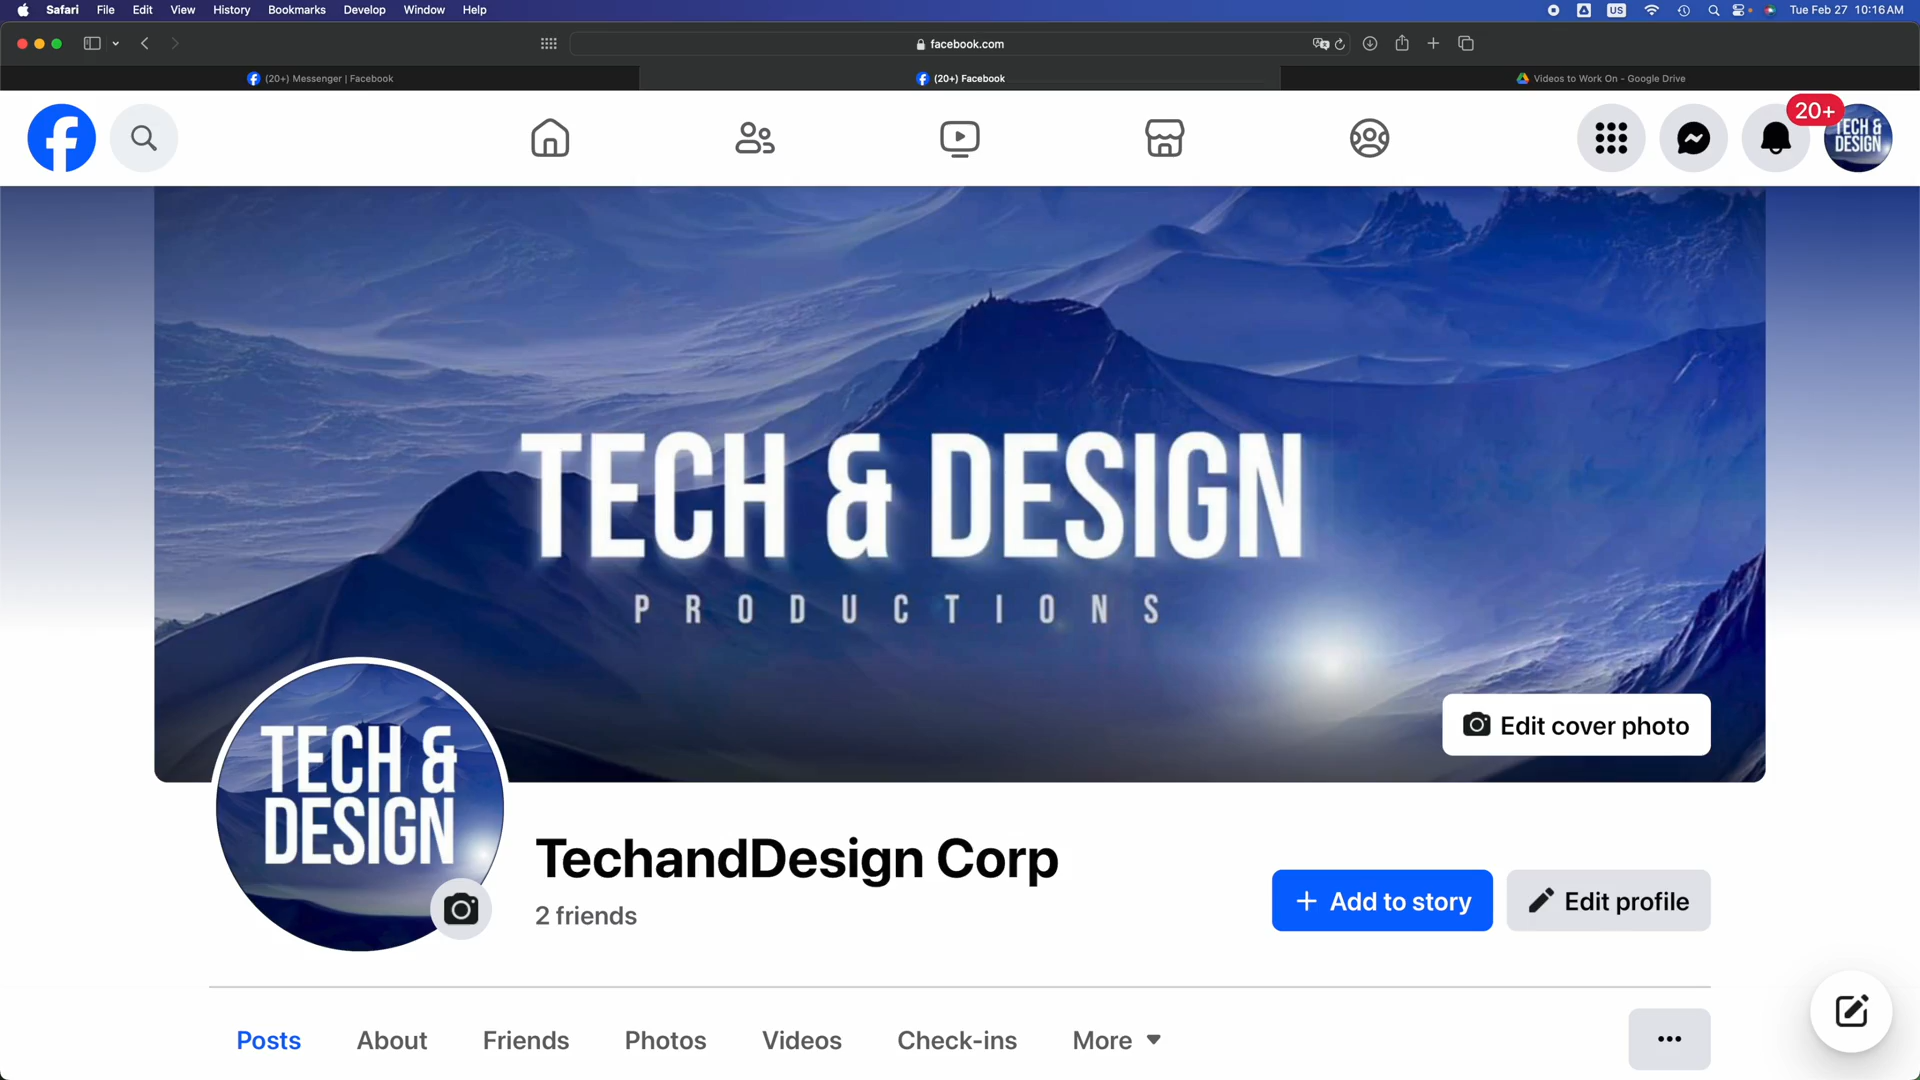 Safari File Edit View History Bookmarks Develop Window Help US Tue Feb 27 10:16 AM
facebook.com
(20+) Messenger | Facebook (20+) Facebook Videos to Work On - Google Drive
20+
TECH &
DESIGN
TECH & DESIGN
PRODUCTIONS
Edit cover photo
TECH &
DESIGN
TechandDesign Corp
2 friends
+ Add to story Edit profile
Posts About Friends Photos Videos Check-ins More